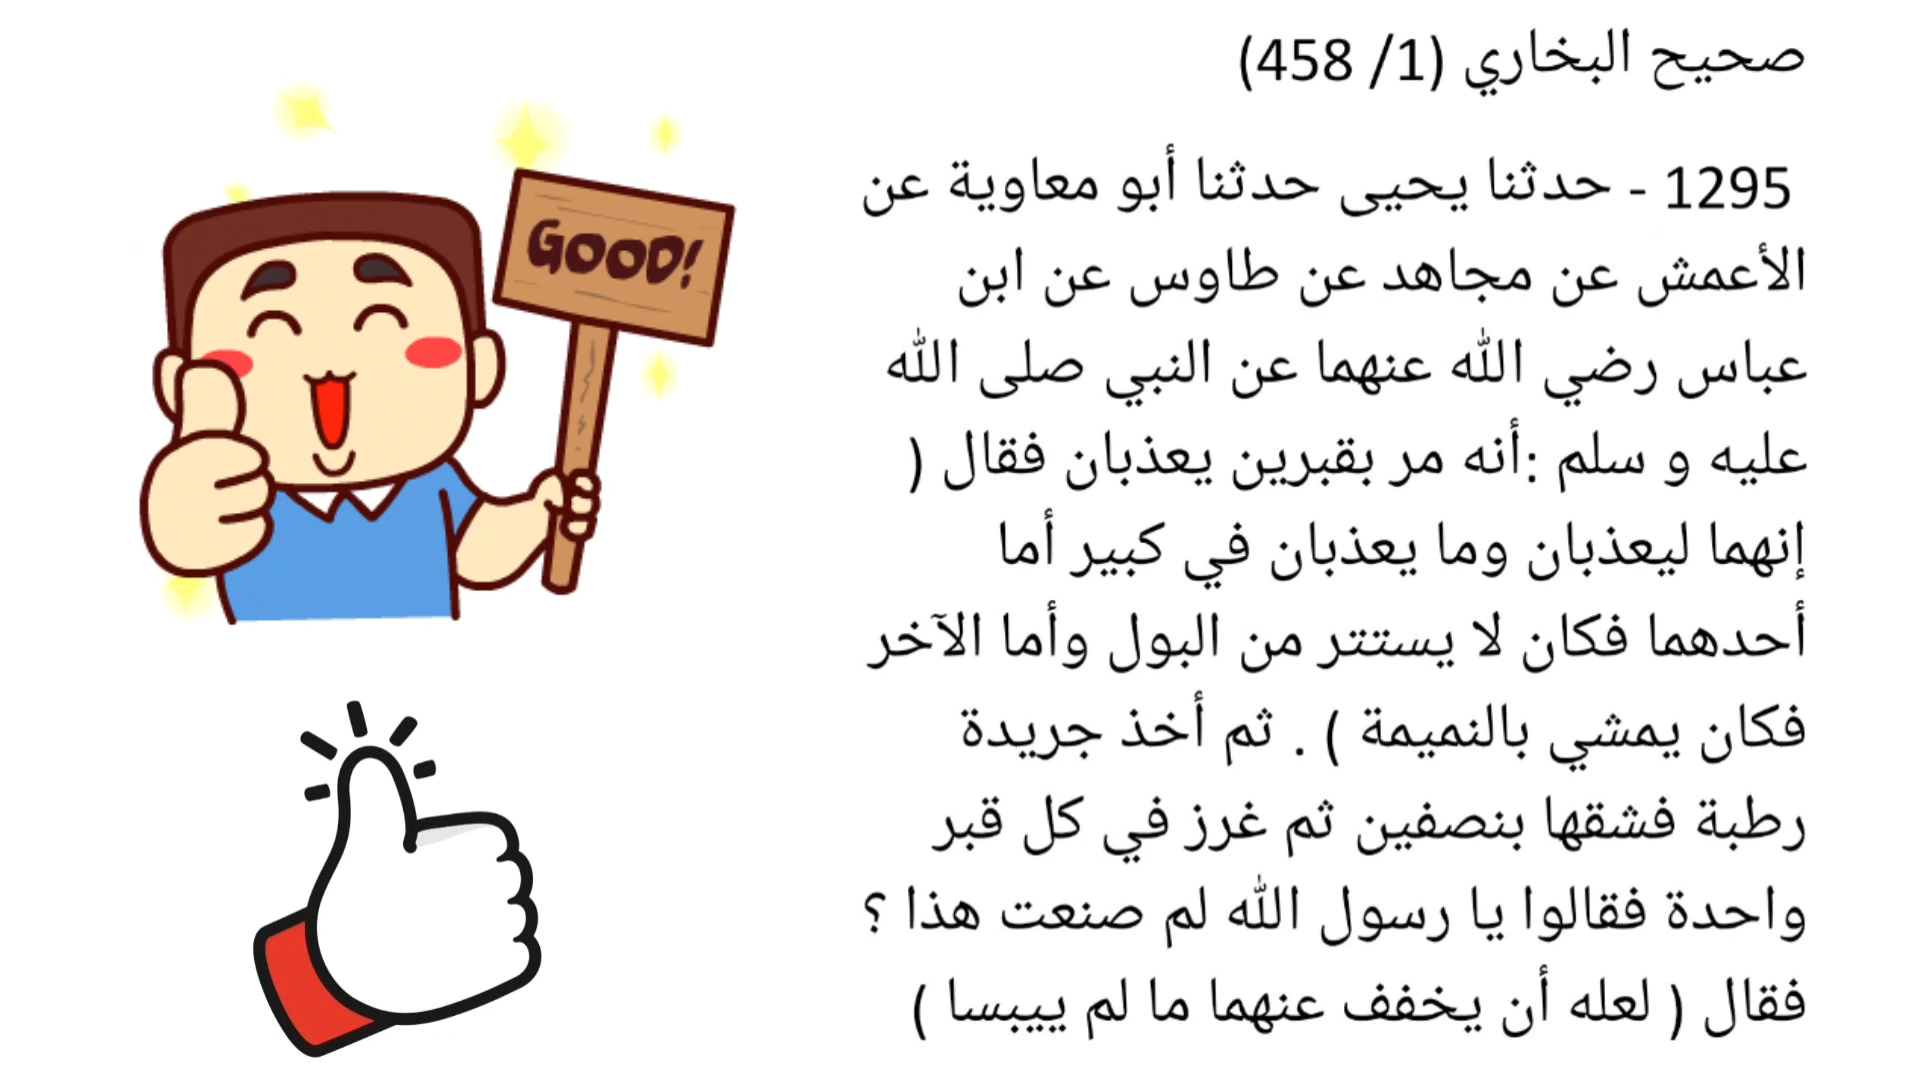 صحيح البخاري (1/ 458)
1295 - حدثنا يحيى حدثنا أبو معاوية عن
الأعمش عن مجاهد عن طاوس عن ابن
عباس رضي الله عنهما عن النبي صلى الله
عليه و سلم :أنه مر بقبرين يعذبان فقال (
إنهما ليعذبان وما يعذبان في كبير أما
أحدهما فكان لا يستتر من البول وأما الآخر
فكان يمشي بالنميمة ) . ثم أخذ جريدة
رطبة فشقها بنصفين ثم غرز في كل قبر
واحدة فقالوا يا رسول الله لم صنعت هذا ؟
فقال ( لعله أن يخفف عنهما ما لم ييبسا )
GOOD!